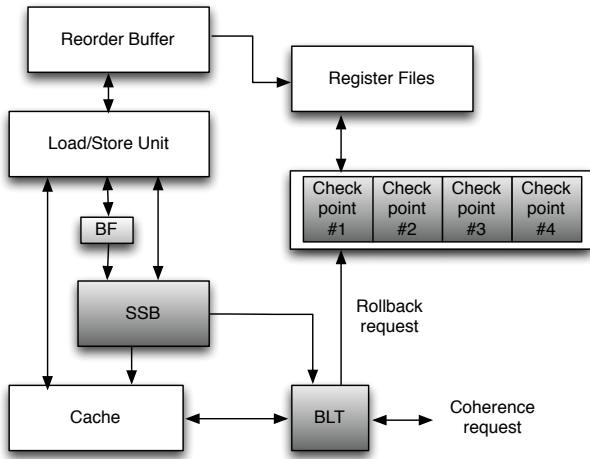 Reorder Buffer
Register Files
Load/Store Unit
Check
point
#1
Check
point
#2
Check
point
#3
Check
point
#4
BF
SSB
Rollback
request
Cache
BLT
Coherence
request